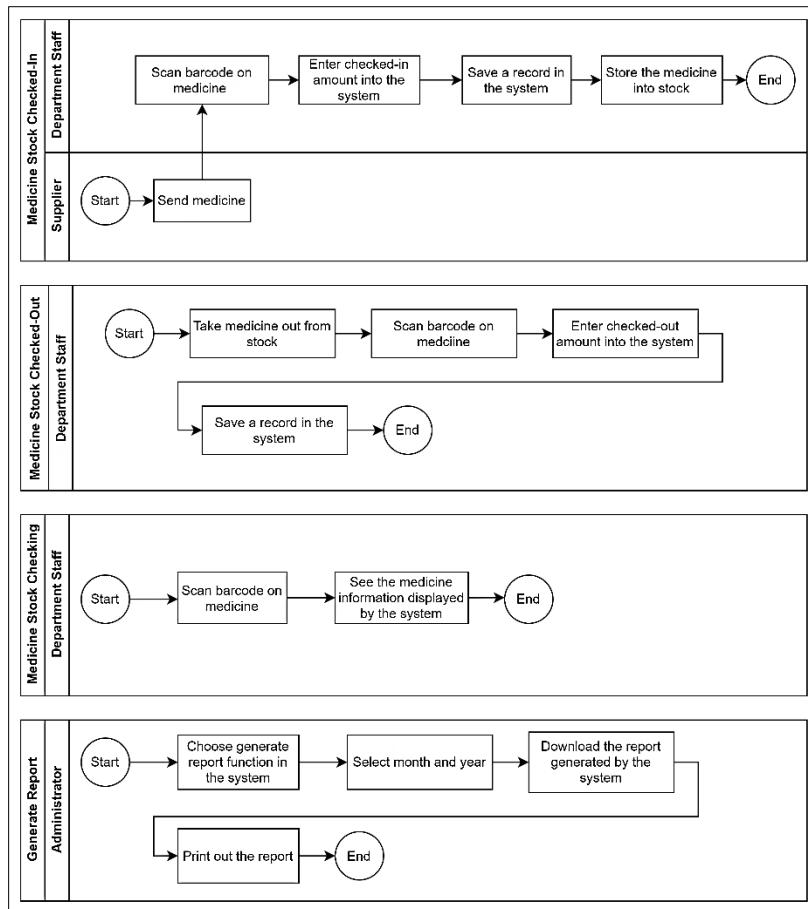 Medicine Stock Checked-In
Department Staff
Scan barcode on
medicine
Enter checked-in
amount into the
system
Save a record in
the system
Store the medicine
into stock
End
Supplier
Start
Send medicine
Medicine Stock Checked-Out
Department Staff
Start
Take medicine out from
stock
Scan barcode on
medciine
Enter checked-out
amount into the system
Save a record in the
system
End
Medicine Stock Checking
Department Staff
Start
Scan barcode on
medicine
See the medicine
information displayed
by the system
End
Generate Report
Administrator
Start
Choose generate
report function in
the system
Select month and year
Download the report
generated by the
system
Print out the report
End